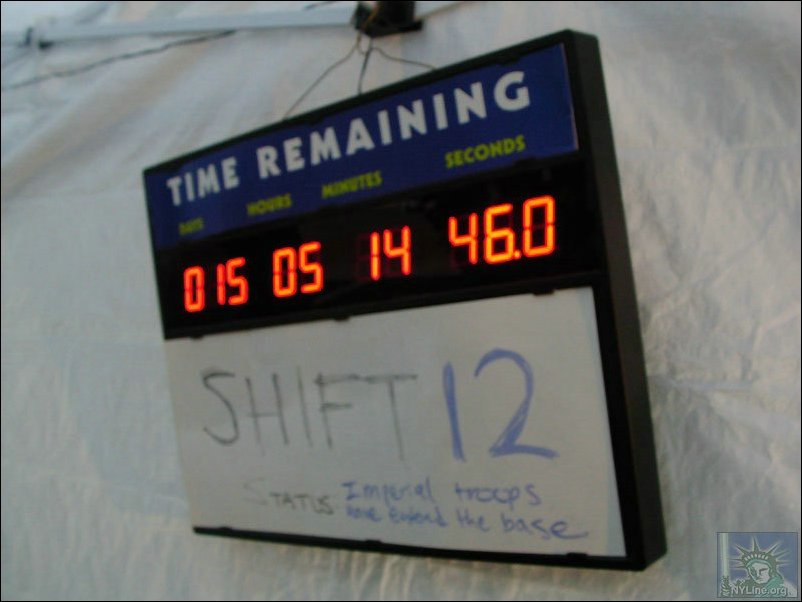 TIME REMAINING
DAYS HOURS MINUTES SECONDS
015 05 14 46.0
SHIFT 12
STATUS Imperial troops
have entered the base
NYLine.org